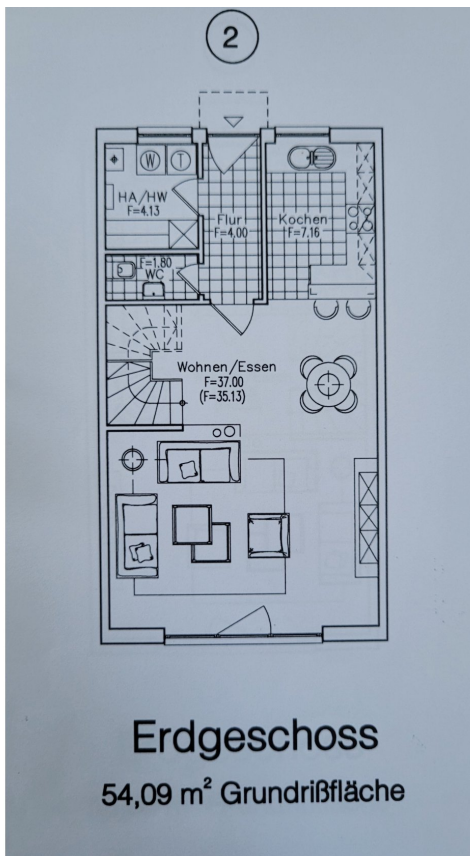 2
W T
HA/HW
F=4.13
Flur
F=4.00
Kochen
F=7.16
F=1.80
WC
Wohnen/Essen
F=37.00
(F=35.13)
Erdgeschoss
54,09 m² Grundrißfläche